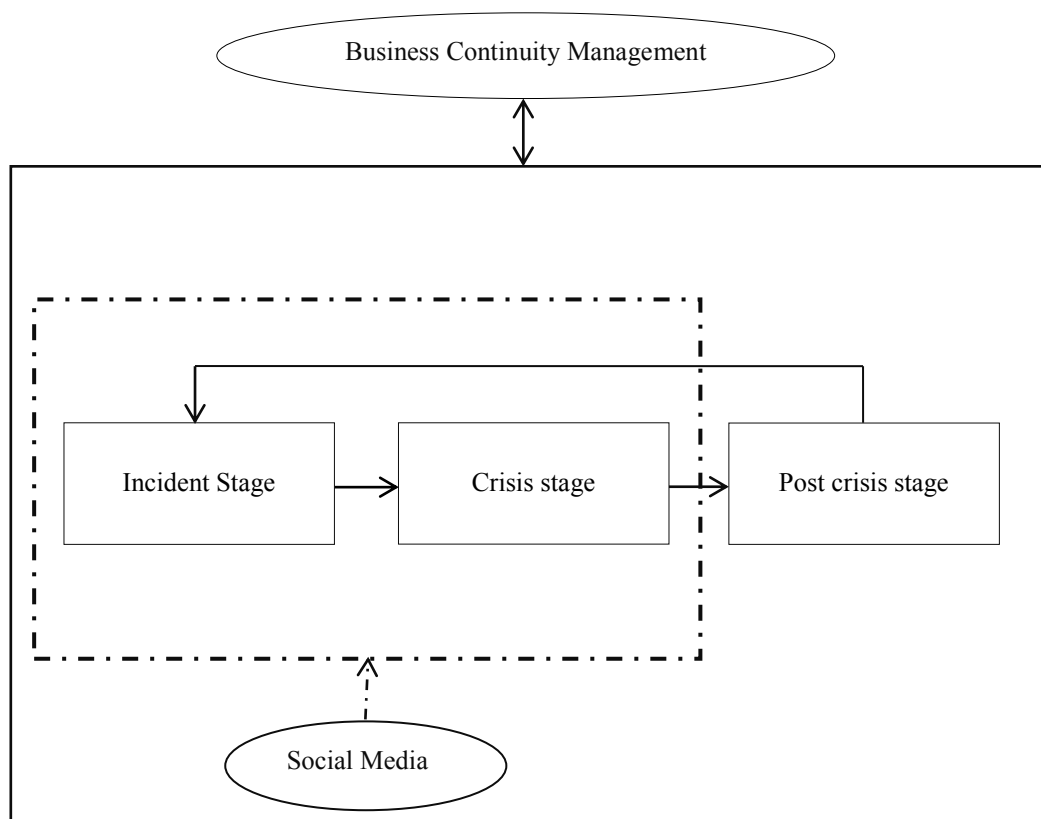 Business Continuity Management
Incident Stage
Crisis stage
Post crisis stage
Social Media